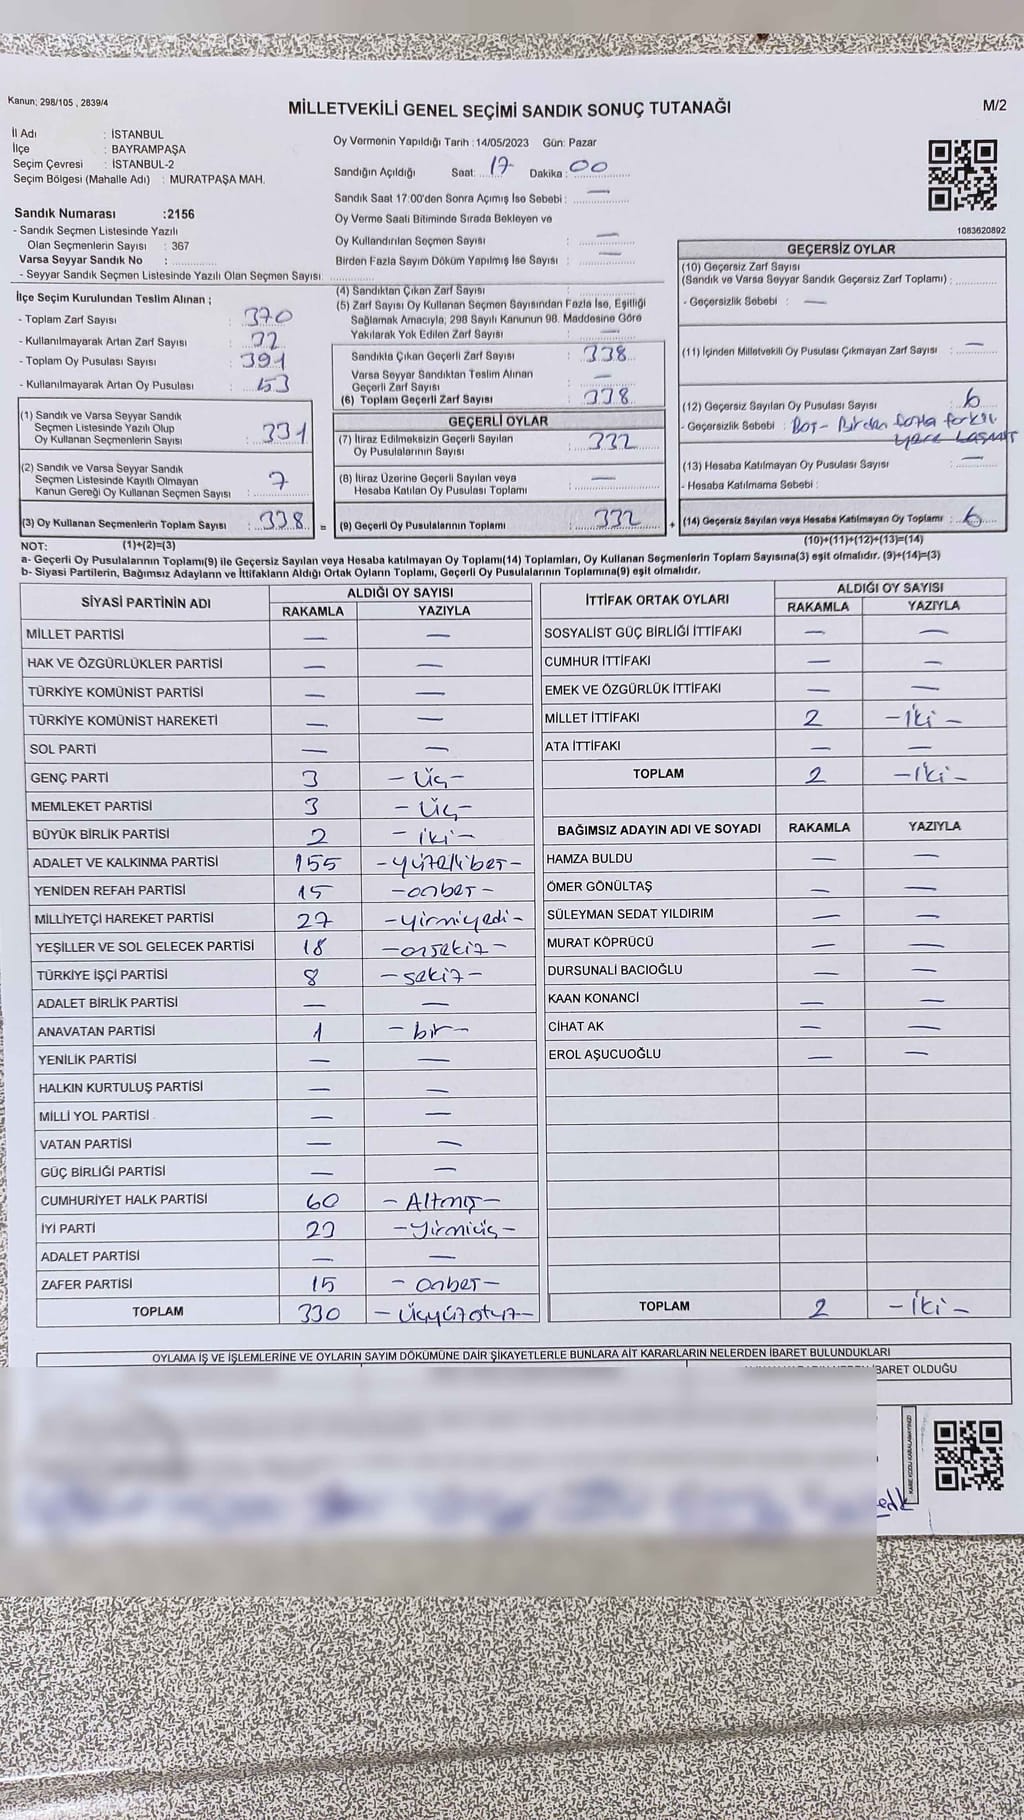 Kanun; 298/105 , 2839/4
MİLLETVEKİLİ GENEL SEÇİMİ SANDIK SONUÇ TUTANAĞI
M/2
İl Adı : İSTANBUL
İlçe : BAYRAMPAŞA
Seçim Çevresi : İSTANBUL-2
Seçim Bölgesi (Mahalle Adı) : MURATPAŞA MAH.
Sandık Numarası :2156
- Sandık Seçmen Listesinde Yazılı
Olan Seçmenlerin Sayısı : 367
Varsa Seyyar Sandık No :
- Seyyar Sandık Seçmen Listesinde Yazılı Olan Seçmen Sayısı:
Oy Vermenin Yapıldığı Tarih : 14/05/2023 Gün: Pazar
Sandığın Açıldığı Saat: 17 Dakika : 00
Sandık Saat 17:00'den Sonra Açımış İse Sebebi : —
Oy Verme Saati Bitiminde Sırada Bekleyen ve
Oy Kullandırılan Seçmen Sayısı : —
Birden Fazla Sayım Döküm Yapılmış İse Sayısı : —
1083620892
İlçe Seçim Kurulundan Teslim Alınan ;
- Toplam Zarf Sayısı : 370
- Kullanılmayarak Artan Zarf Sayısı : 32
- Toplam Oy Pusulası Sayısı : 391
- Kullanılmayarak Artan Oy Pusulası : 53
(1) Sandık ve Varsa Seyyar Sandık
Seçmen Listesinde Yazılı Olup
Oy Kullanan Seçmenlerin Sayısı : 331
(2) Sandık ve Varsa Seyyar Sandık
Seçmen Listesinde Kayıtlı Olmayan
Kanun Gereği Oy Kullanan Seçmen Sayısı : 7
(3) Oy Kullanan Seçmenlerin Toplam Sayısı : 338 =
(4) Sandıktan Çıkan Zarf Sayısı :
(5) Zarf Sayısı Oy Kullanan Seçmen Sayısından Fazla İse, Eşitliği
Sağlamak Amacıyla; 298 Sayılı Kanunun 98. Maddesine Göre
Yakılarak Yok Edilen Zarf Sayısı : —
Sandıkta Çıkan Geçerli Zarf Sayısı : 338
Varsa Seyyar Sandıktan Teslim Alınan
Geçerli Zarf Sayısı : —
(6) Toplam Geçerli Zarf Sayısı : 338
GEÇERLİ OYLAR
(7) İtiraz Edilmeksizin Geçerli Sayılan
Oy Pusulalarının Sayısı : 332
(8) İtiraz Üzerine Geçerli Sayılan veya
Hesaba Katılan Oy Pusulası Toplamı : —
(9) Geçerli Oy Pusulalarının Toplamı : 332 +
GEÇERSİZ OYLAR
(10) Geçersiz Zarf Sayısı
(Sandık ve Varsa Seyyar Sandık Geçersiz Zarf Toplamı) :
- Geçersizlik Sebebi : —
(11) İçinden Milletvekili Oy Pusulası Çıkmayan Zarf Sayısı : —
(12) Geçersiz Sayılan Oy Pusulası Sayısı : 6
- Geçersizlik Sebebi : Boş - Birden fazla farklı
yere basmış
(13) Hesaba Katılmayan Oy Pusulası Sayısı : —
- Hesaba Katılmama Sebebi :
(14) Geçersiz Sayılan veya Hesaba Katılmayan Oy Toplamı : 6
NOT: (1)+(2)=(3)
(10)+(11)+(12)+(13)=(14)
a- Geçerli Oy Pusulalarının Toplamı(9) ile Geçersiz Sayılan veya Hesaba katılmayan Oy Toplamı(14) Toplamları, Oy Kullanan Seçmenlerin Toplam Sayısına(3) eşit olmalıdır. (9)+(14)=(3)
b- Siyasi Partilerin, Bağımsız Adayların ve İttifakların Aldığı Ortak Oyların Toplamı, Geçerli Oy Pusulalarının Toplamına(9) eşit olmalıdır.
SİYASİ PARTİNİN ADI
ALDIĞI OY SAYISI
RAKAMLA YAZIYLA
MİLLET PARTİSİ — —
HAK VE ÖZGÜRLÜKLER PARTİSİ — —
TÜRKİYE KOMÜNİST PARTİSİ — —
TÜRKİYE KOMÜNİST HAREKETİ — —
SOL PARTİ — —
GENÇ PARTİ 3 - Üç -
MEMLEKET PARTİSİ 3 - Üç -
BÜYÜK BİRLİK PARTİSİ 2 - iki -
ADALET VE KALKINMA PARTİSİ 155 - yüzelibeş -
YENİDEN REFAH PARTİSİ 15 - onbeş -
MİLLİYETÇİ HAREKET PARTİSİ 27 - yirmiyedi -
YEŞİLLER VE SOL GELECEK PARTİSİ 18 - onsekiz -
TÜRKİYE İŞÇİ PARTİSİ 8 - sekiz -
ADALET BİRLİK PARTİSİ — —
ANAVATAN PARTİSİ 1 - bir -
YENİLİK PARTİSİ — —
HALKIN KURTULUŞ PARTİSİ — —
MİLLİ YOL PARTİSİ — —
VATAN PARTİSİ — —
GÜÇ BİRLİĞİ PARTİSİ — —
CUMHURİYET HALK PARTİSİ 60 - Altmış -
İYİ PARTİ 23 - Yirmiüç -
ADALET PARTİSİ — —
ZAFER PARTİSİ 15 - onbeş -
TOPLAM 330 - üçyüzotuz -
İTTİFAK ORTAK OYLARI
ALDIĞI OY SAYISI
RAKAMLA YAZIYLA
SOSYALİST GÜÇ BİRLİĞİ İTTİFAKI — —
CUMHUR İTTİFAKI — —
EMEK VE ÖZGÜRLÜK İTTİFAKI — —
MİLLET İTTİFAKI 2 - iki -
ATA İTTİFAKI — —
TOPLAM 2 - iki -
BAĞIMSIZ ADAYIN ADI VE SOYADI RAKAMLA YAZIYLA
HAMZA BULDU — —
ÖMER GÖNÜLTAŞ — —
SÜLEYMAN SEDAT YILDIRIM — —
MURAT KÖPRÜCÜ — —
DURSUNALİ BACIOĞLU — —
KAAN KONANCİ — —
CİHAT AK — —
EROL AŞUCUOĞLU — —
TOPLAM 2 - iki -
OYLAMA İŞ VE İŞLEMLERİNE VE OYLARIN SAYIM DÖKÜMÜNE DAİR ŞİKAYETLERLE BUNLARA AİT KARARLARIN NELERDEN İBARET BULUNDUKLARI
İBARET OLDUĞU
KARE KODU KARALAMAYINIZ!